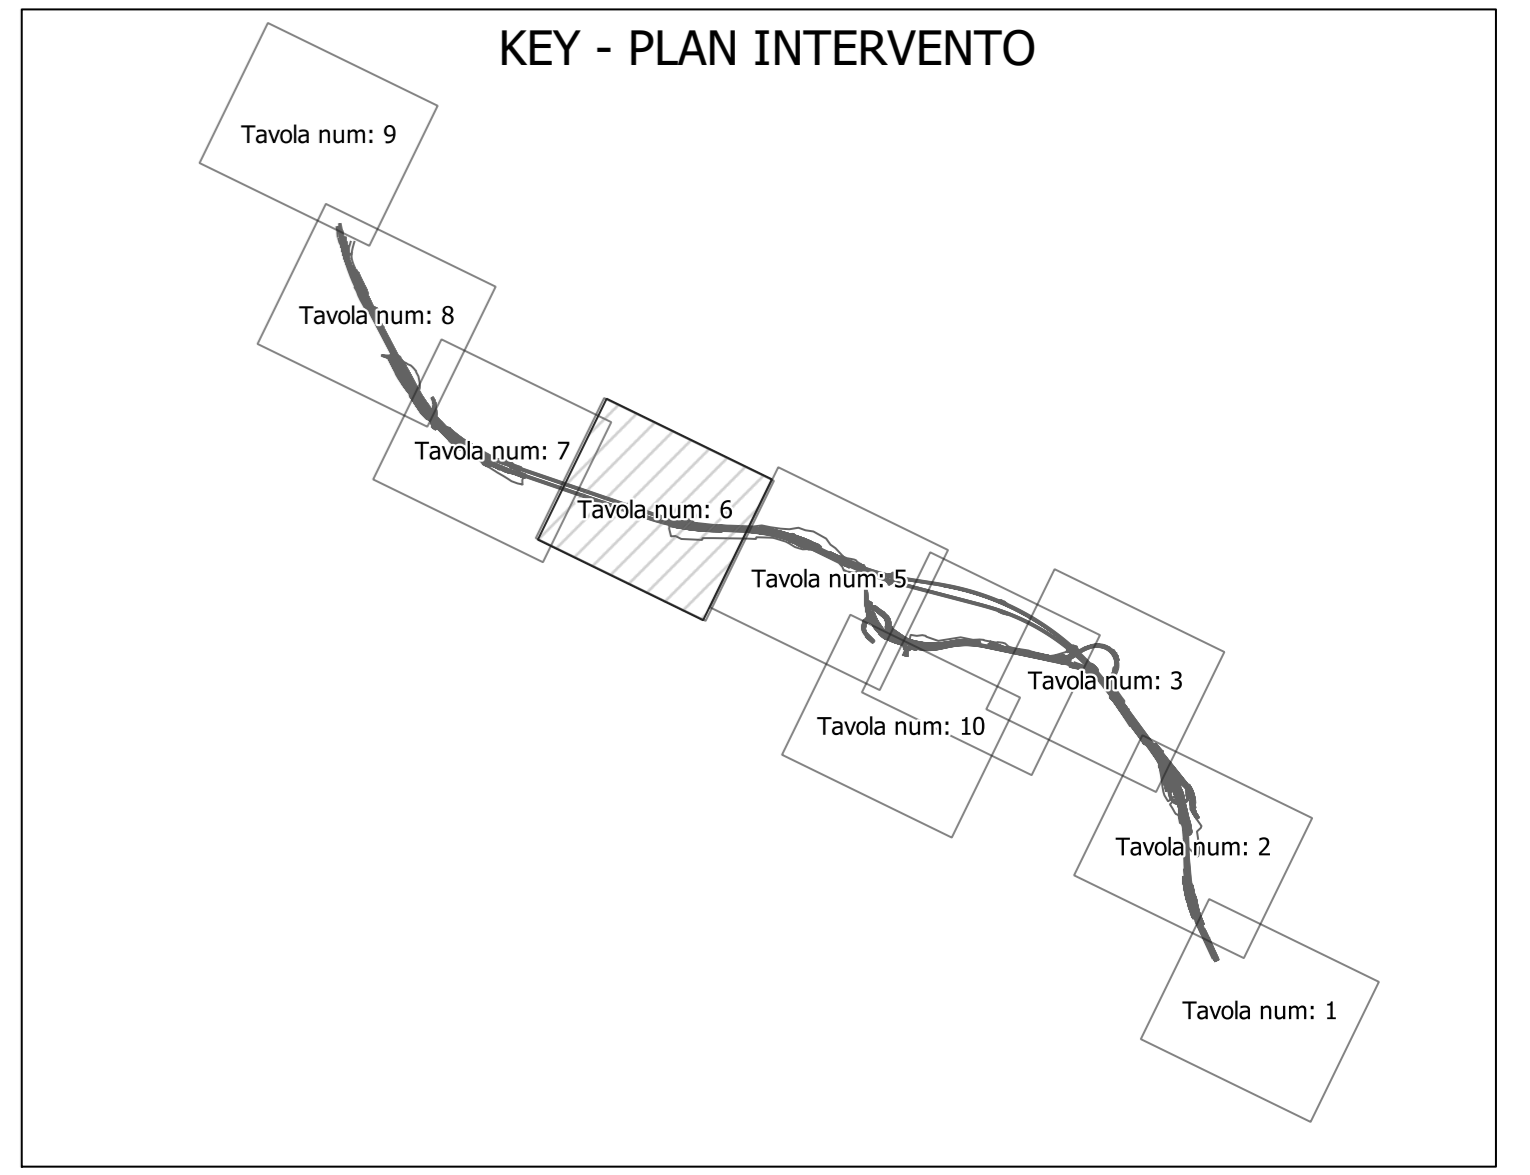 KEY - PLAN INTERVENTO
Tavola num: 9
Tavola num: 8
Tavola num: 7
Tavola num: 6
Tavola num: 5
Tavola num: 3
Tavola num: 10
Tavola num: 2
Tavola num: 1